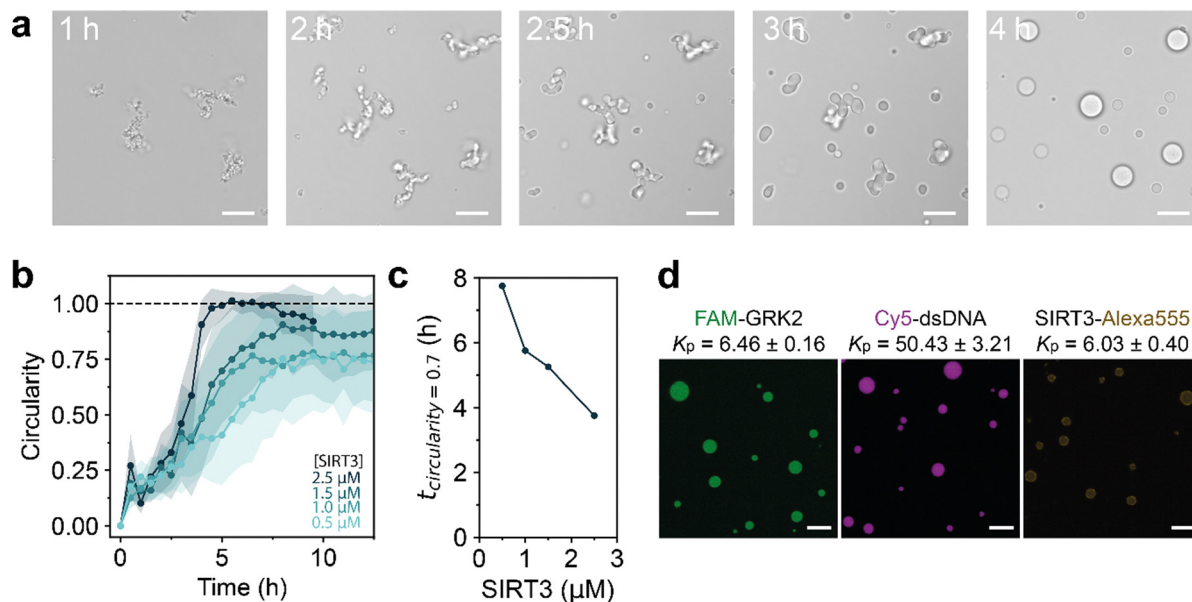 a
1 h
2 h
2.5 h
3 h
4 h
b
Circularity
1.00
0.75
0.50
0.25
0.00
[SIRT3]
2.5 µM
1.5 µM
1.0 µM
0.5 µM
0 5 10
Time (h)
c
t circularity = 0.7 (h)
8
6
4
2
0
0 1 2 3
SIRT3 (µM)
d
FAM-GRK2
Kp = 6.46 ± 0.16
Cy5-dsDNA
Kp = 50.43 ± 3.21
SIRT3-Alexa555
Kp = 6.03 ± 0.40